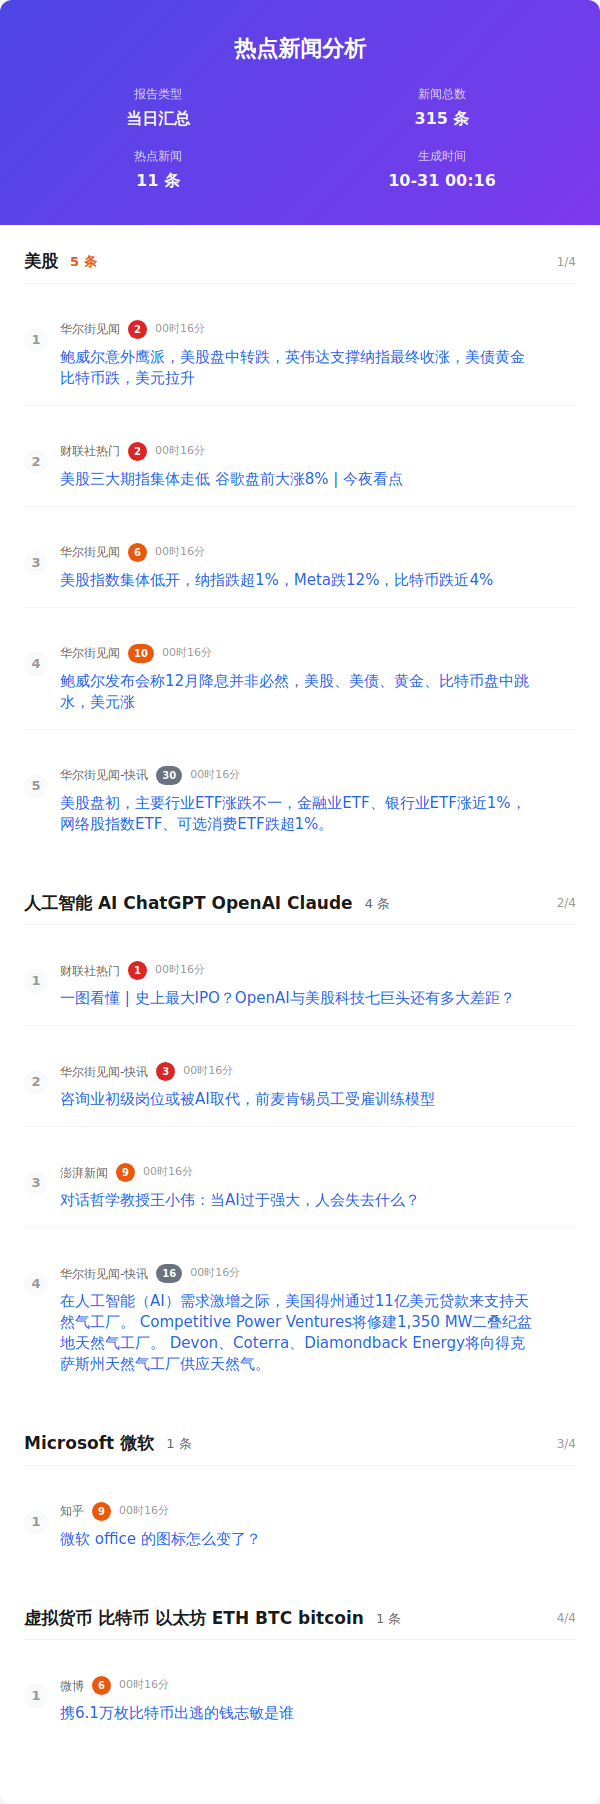 热点新闻分析
报告类型
新闻总数
当日汇总
315 条
热点新闻
生成时间
11 条
10-31 00:16
美股 5 条 1/4
1 华尔街见闻 2 00时16分
鲍威尔意外鹰派，美股盘中转跌，英伟达支撑纳指最终收涨，美债黄金
比特币跌，美元拉升
2 财联社热门 2 00时16分
美股三大期指集体走低 谷歌盘前大涨8% | 今夜看点
3 华尔街见闻 6 00时16分
美股指数集体低开，纳指跌超1%，Meta跌12%，比特币跌近4%
4 华尔街见闻 10 00时16分
鲍威尔发布会称12月降息并非必然，美股、美债、黄金、比特币盘中跳
水，美元涨
5 华尔街见闻-快讯 30 00时16分
美股盘初，主要行业ETF涨跌不一，金融业ETF、银行业ETF涨近1%，
网络股指数ETF、可选消费ETF跌超1%。
人工智能 AI ChatGPT OpenAI Claude 4 条 2/4
1 财联社热门 1 00时16分
一图看懂 | 史上最大IPO？OpenAI与美股科技七巨头还有多大差距？
2 华尔街见闻-快讯 3 00时16分
咨询业初级岗位或被AI取代，前麦肯锡员工受雇训练模型
3 澎湃新闻 9 00时16分
对话哲学教授王小伟：当AI过于强大，人会失去什么？
4 华尔街见闻-快讯 16 00时16分
在人工智能（AI）需求激增之际，美国得州通过11亿美元贷款来支持天
然气工厂。 Competitive Power Ventures将修建1,350 MW二叠纪盆
地天然气工厂。 Devon、Coterra、Diamondback Energy将向得克
萨斯州天然气工厂供应天然气。
Microsoft 微软 1 条 3/4
1 知乎 9 00时16分
微软 office 的图标怎么变了？
虚拟货币 比特币 以太坊 ETH BTC bitcoin 1 条 4/4
1 微博 6 00时16分
携6.1万枚比特币出逃的钱志敏是谁